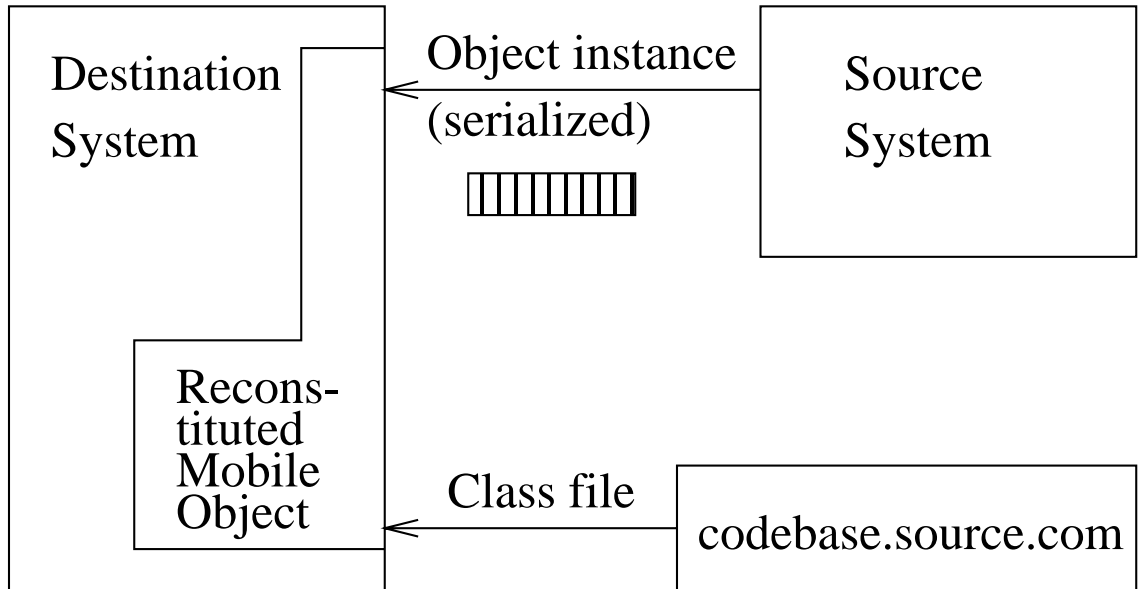 Destination
System
Object instance
(serialized)
Source
System
Recons-
tituted
Mobile
Object
Class file
codebase.source.com